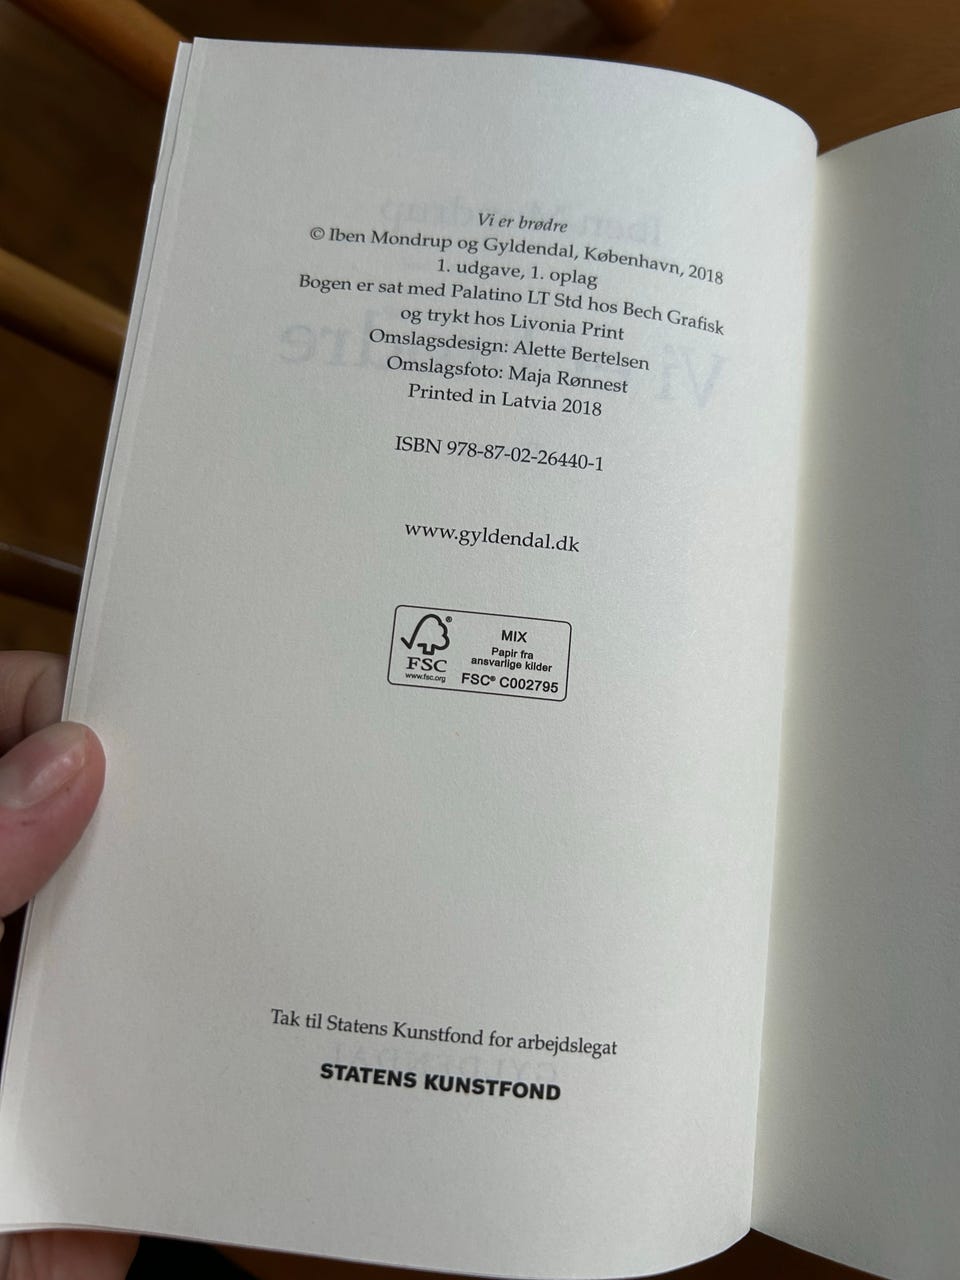 Vi er brødre
© Iben Mondrup og Gyldendal, København, 2018
1. udgave, 1. oplag
Bogen er sat med Palatino LT Std hos Bech Grafisk
og trykt hos Livonia Print
Omslagsdesign: Alette Bertelsen
Omslagsfoto: Maja Rønnest
Printed in Latvia 2018
ISBN 978-87-02-26440-1
www.gyldendal.dk
FSC®
www.fsc.org
MIX
Papir fra
ansvarlige kilder
FSC® C002795
Tak til Statens Kunstfond for arbejdslegat
STATENS KUNSTFOND